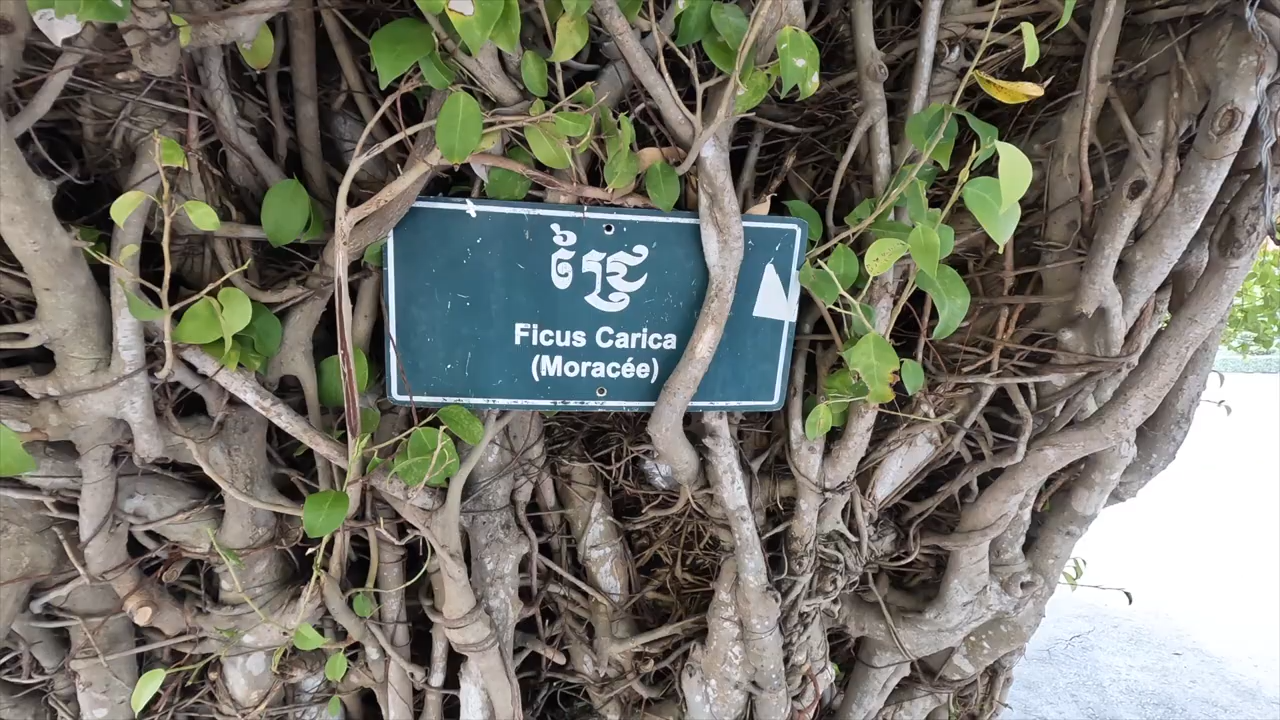 ជ្រៃ
Ficus Carica
(Moracée)